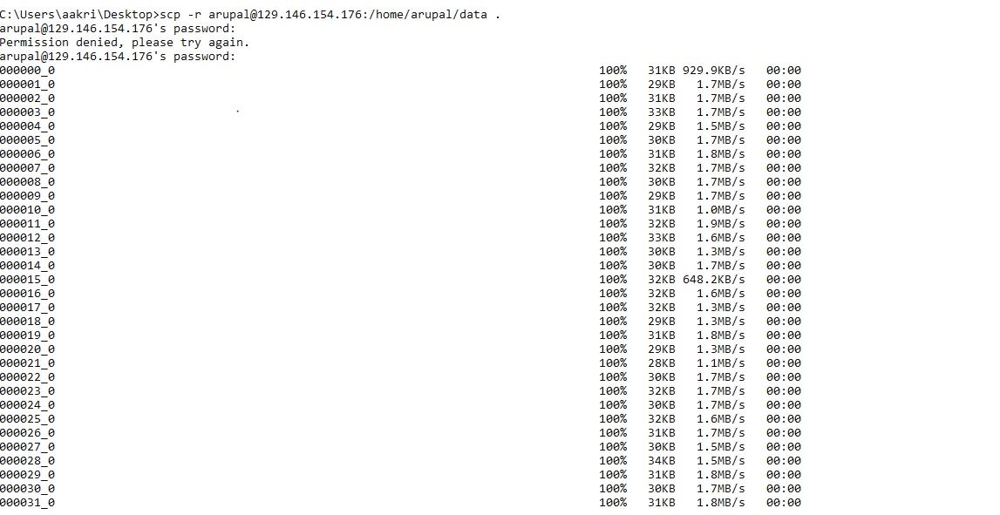 C:\Users\aakri\Desktop>scp -r arupal@129.146.154.176:/home/arupal/data .
arupal@129.146.154.176's password:
Permission denied, please try again.
arupal@129.146.154.176's password:
000000_0 100% 31KB 929.9KB/s 00:00
000001_0 100% 29KB 1.7MB/s 00:00
000002_0 100% 31KB 1.7MB/s 00:00
000003_0 100% 33KB 1.7MB/s 00:00
000004_0 100% 29KB 1.5MB/s 00:00
000005_0 100% 30KB 1.7MB/s 00:00
000006_0 100% 31KB 1.8MB/s 00:00
000007_0 100% 32KB 1.7MB/s 00:00
000008_0 100% 30KB 1.7MB/s 00:00
000009_0 100% 29KB 1.7MB/s 00:00
000010_0 100% 31KB 1.0MB/s 00:00
000011_0 100% 32KB 1.9MB/s 00:00
000012_0 100% 33KB 1.6MB/s 00:00
000013_0 100% 30KB 1.3MB/s 00:00
000014_0 100% 30KB 1.7MB/s 00:00
000015_0 100% 32KB 648.2KB/s 00:00
000016_0 100% 32KB 1.6MB/s 00:00
000017_0 100% 32KB 1.3MB/s 00:00
000018_0 100% 29KB 1.3MB/s 00:00
000019_0 100% 31KB 1.8MB/s 00:00
000020_0 100% 29KB 1.3MB/s 00:00
000021_0 100% 28KB 1.1MB/s 00:00
000022_0 100% 30KB 1.7MB/s 00:00
000023_0 100% 32KB 1.7MB/s 00:00
000024_0 100% 30KB 1.7MB/s 00:00
000025_0 100% 32KB 1.6MB/s 00:00
000026_0 100% 31KB 1.7MB/s 00:00
000027_0 100% 30KB 1.5MB/s 00:00
000028_0 100% 34KB 1.5MB/s 00:00
000029_0 100% 31KB 1.8MB/s 00:00
000030_0 100% 30KB 1.7MB/s 00:00
000031_0 100% 31KB 1.8MB/s 00:00